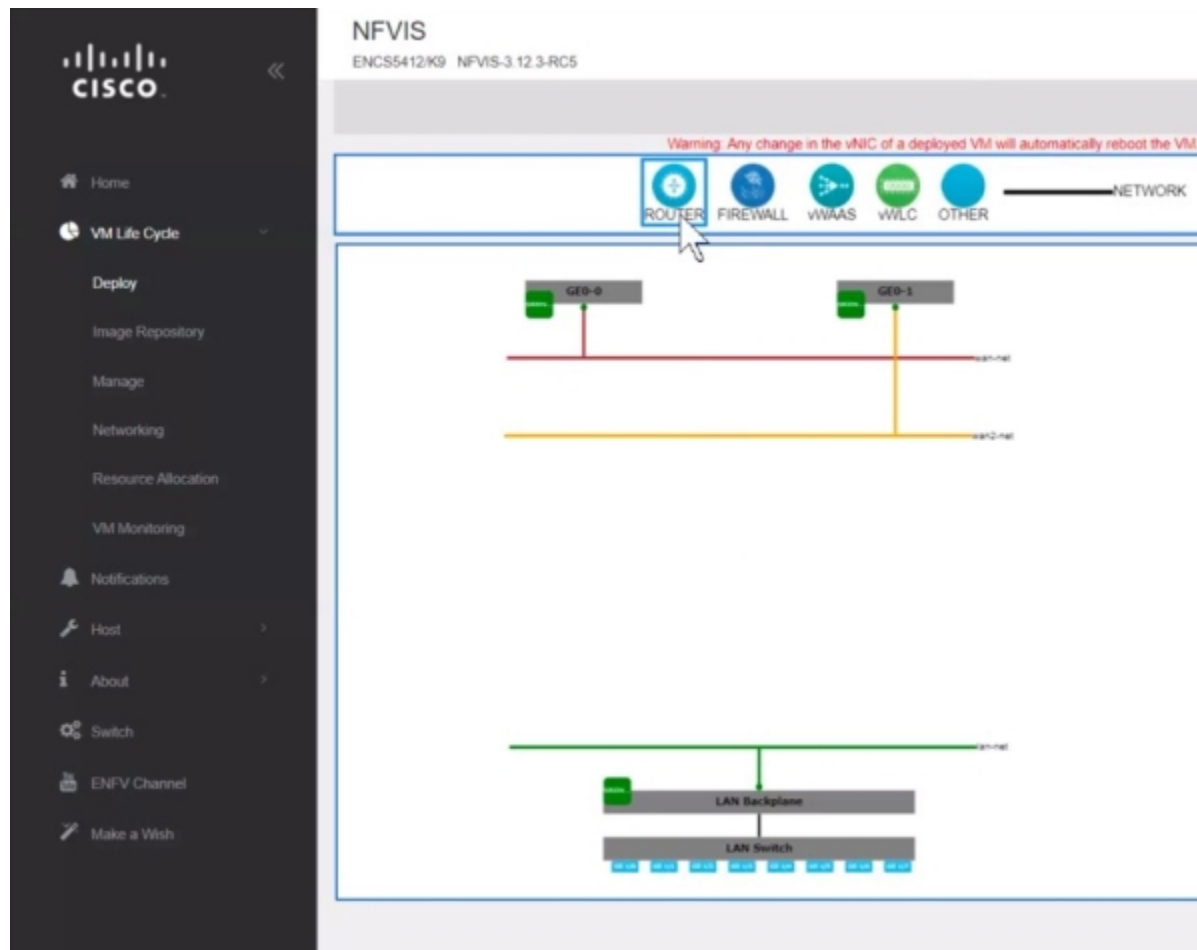 CISCO
NFVIS
ENCS5412/K9 NFVIS-3.12.3-RC5
Warning: Any change in the vNIC of a deployed VM will automatically reboot the VM
ROUTER FIREWALL vWAAS vWLC OTHER NETWORK
Home
VM Life Cycle
Deploy
Image Repository
Manage
Networking
Resource Allocation
VM Monitoring
Notifications
Host
About
Switch
ENFV Channel
Make a Wish
GE0-0 GE0-1
wan-net
wan2-net
lan-net
LAN Backplane
LAN Switch